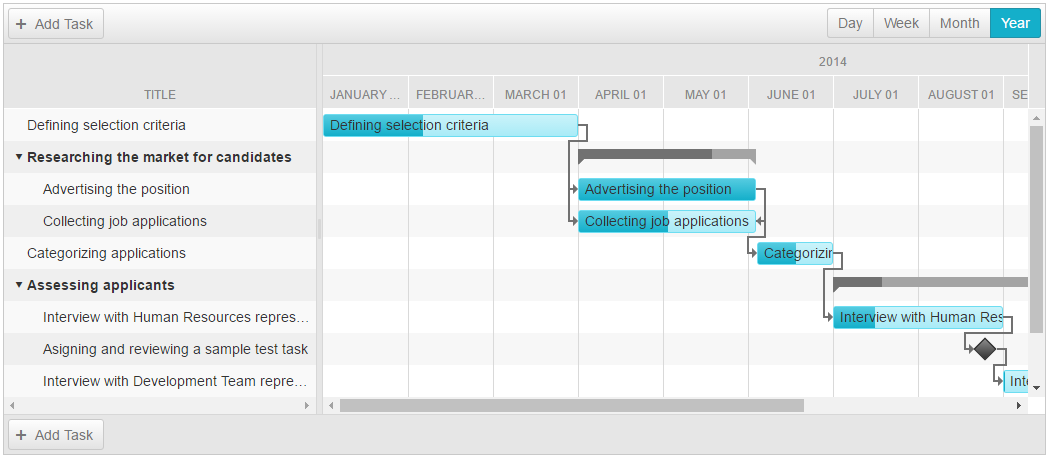 + Add Task
Day Week Month Year
2014
TITLE
JANUARY ... FEBRUAR... MARCH 01 APRIL 01 MAY 01 JUNE 01 JULY 01 AUGUST 01 SE
Defining selection criteria Defining selection criteria
Researching the market for candidates
Advertising the position Advertising the position
Collecting job applications Collecting job applications
Categorizing applications Categorizin
Assessing applicants
Interview with Human Resources repres... Interview with Human Res
Asigning and reviewing a sample test task
Interview with Development Team repre... Inte
+ Add Task